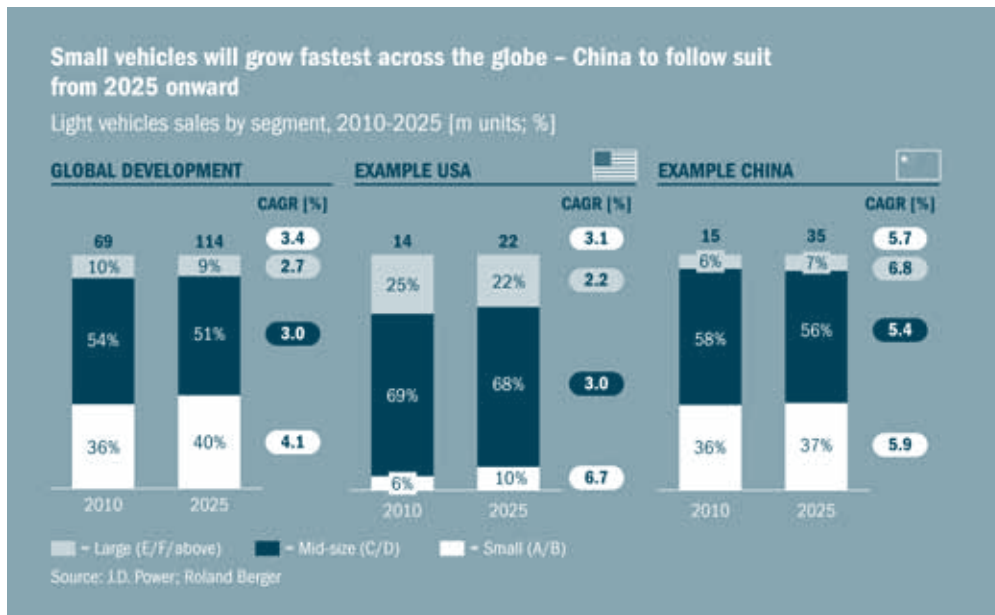 Small vehicles will grow fastest across the globe – China to follow suit
from 2025 onward
Light vehicles sales by segment, 2010-2025 [m units; %]
GLOBAL DEVELOPMENT
CAGR [%]
69 114 3.4
10% 9% 2.7
54% 51% 3.0
36% 40% 4.1
2010 2025
EXAMPLE USA
CAGR [%]
14 22 3.1
25% 22% 2.2
69% 68% 3.0
6% 10% 6.7
2010 2025
EXAMPLE CHINA
CAGR [%]
15 35 5.7
6% 7% 6.8
58% 56% 5.4
36% 37% 5.9
2010 2025
= Large (E/F/above) = Mid-size (C/D) = Small (A/B)
Source: J.D. Power; Roland Berger